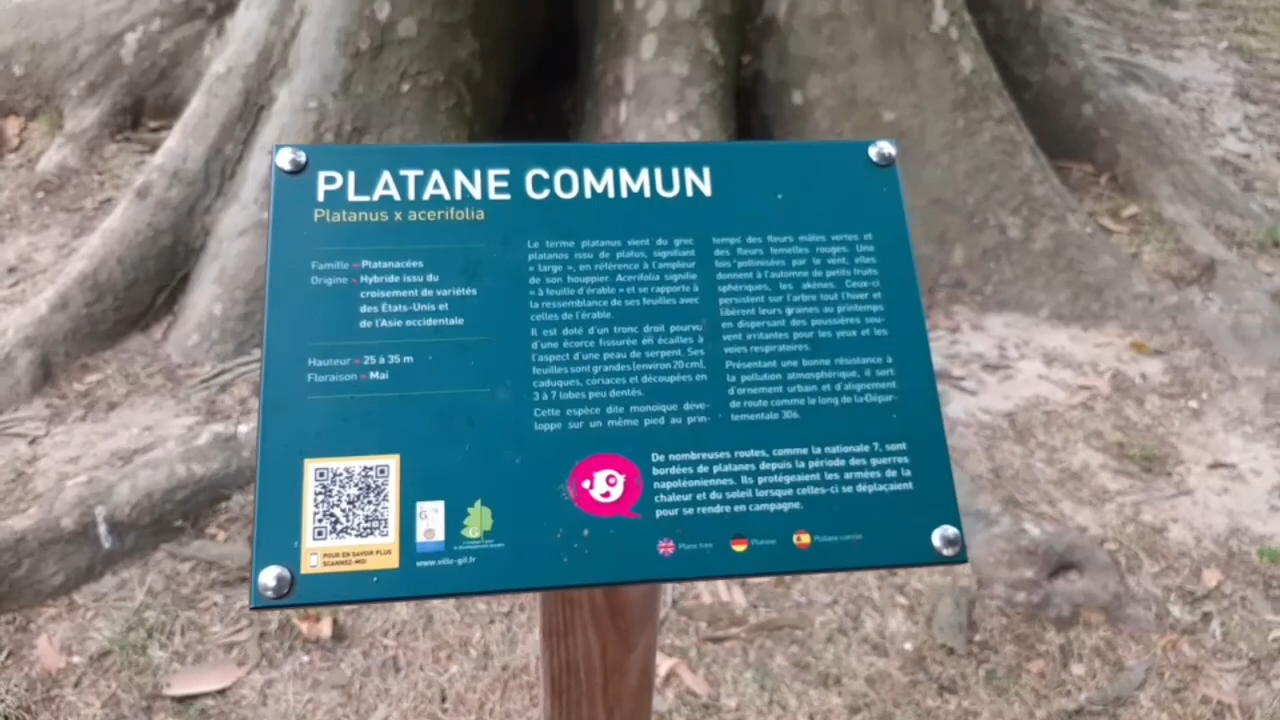 PLATANE COMMUN
Platanus x acerifolia
Famille – Platanacées
Origine – Hybride issu du
croisement de variétés
des États-Unis et
de l'Asie occidentale
Hauteur – 25 à 35 m
Floraison – Mai
Le terme platanus vient du grec
platanos issu de platus, signifiant
« large », en référence à l'ampleur
de son houppier. Acerifolia signifie
« à feuille d'érable » et se rapporte à
la ressemblance de ses feuilles avec
celles de l'érable.
Il est doté d'un tronc droit pourvu
d'une écorce fissurée en écailles à
l'aspect d'une peau de serpent. Ses
feuilles sont grandes (environ 20 cm),
caduques, coriaces et découpées en
3 à 7 lobes peu dentés.
Cette espèce dite monoïque déve-
loppe sur un même pied au prin-
temps des fleurs mâles vertes et
des fleurs femelles rouges. Une
fois pollinisées par le vent, elles
donnent à l'automne de petits fruits
sphériques, les akènes. Ceux-ci
persistent sur l'arbre tout l'hiver et
libèrent leurs graines au printemps
en dispersant des poussières sou-
vent irritantes pour les yeux et les
voies respiratoires.
Présentant une bonne résistance à
la pollution atmosphérique, il sert
d'ornement urbain et d'alignement
de route comme le long de la Dépar-
tementale 306.
De nombreuses routes, comme la nationale 7, sont
bordées de platanes depuis la période des guerres
napoléoniennes. Ils protégeaient les armées de la
chaleur et du soleil lorsque celles-ci se déplaçaient
pour se rendre en campagne.
POUR EN SAVOIR PLUS
SCANNEZ-MOI
www.ville-gif.fr
Plane tree
Platane
Platane común